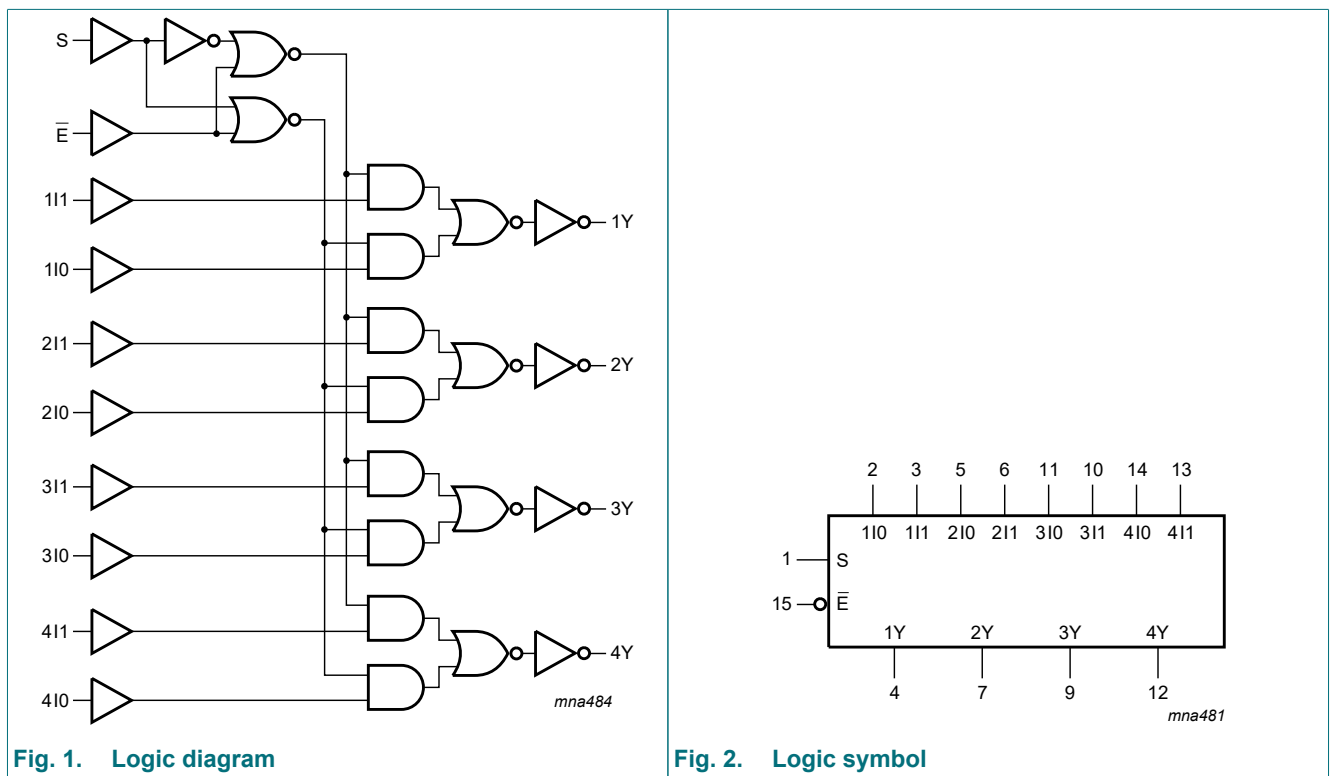 S
E̅
1I1
1I0
2I1
2I0
3I1
3I0
4I1
4I0
1Y
2Y
3Y
4Y
mna484
Fig. 1. Logic diagram
2 3 5 6 11 10 14 13
1I0 1I1 2I0 2I1 3I0 3I1 4I0 4I1
1 S
15 E̅
1Y 2Y 3Y 4Y
4 7 9 12
mna481
Fig. 2. Logic symbol